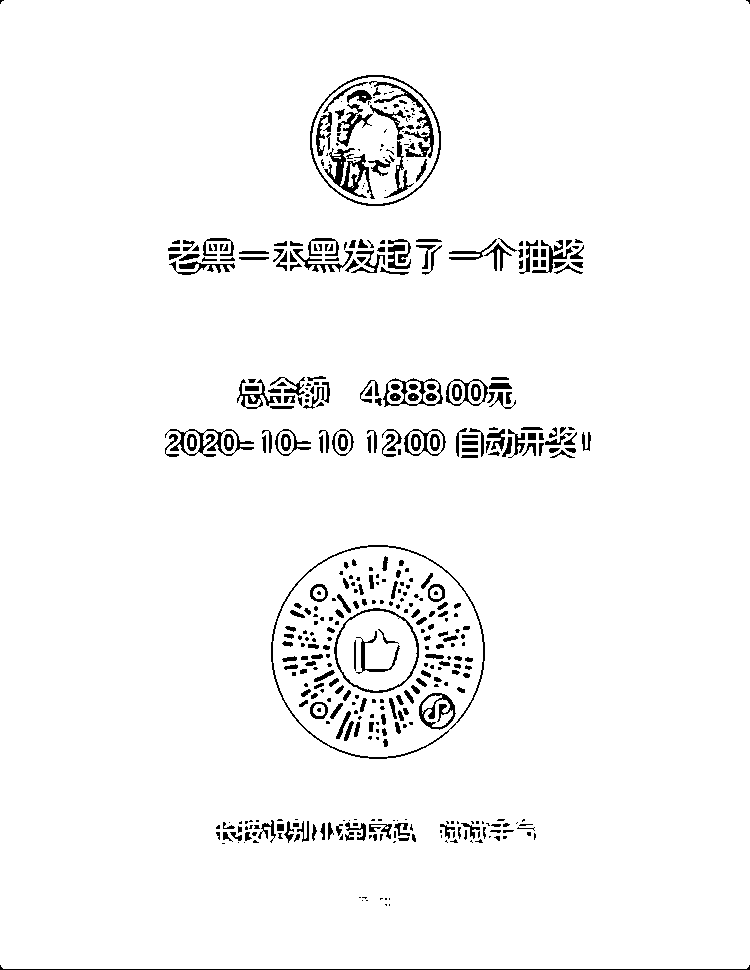 老黑一本黑发起了一个抽奖
总金额 4,888.00元
2020-10-10 12:00 自动开奖!
长按识别小程序码 试试手气